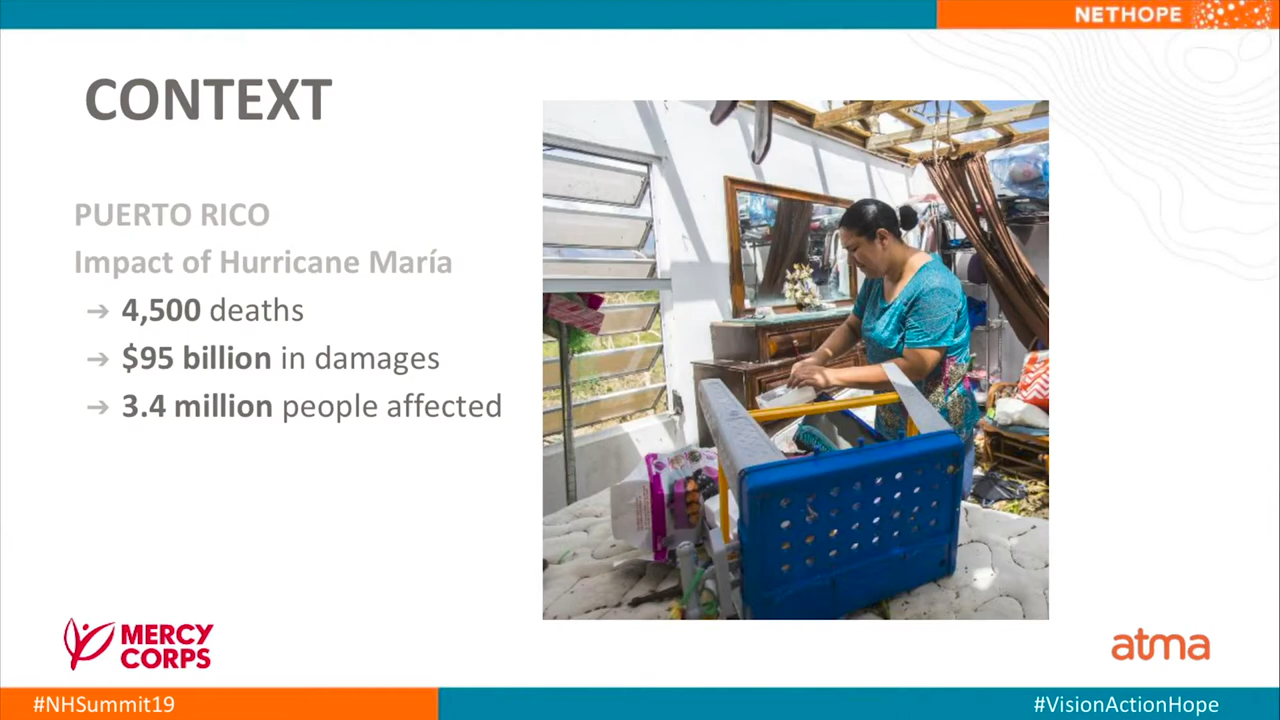 NETHOPE
CONTEXT
PUERTO RICO
Impact of Hurricane María
→ 4,500 deaths
→ $95 billion in damages
→ 3.4 million people affected
MERCY
CORPS
atma
#NHSummit19
#VisionActionHope